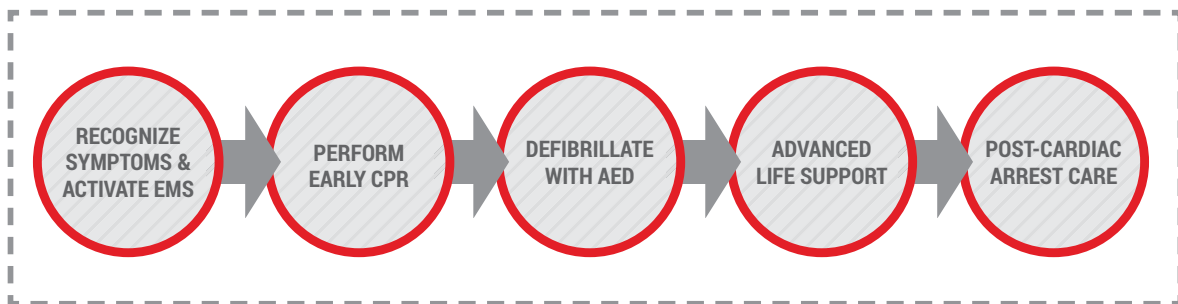 RECOGNIZE
SYMPTOMS &
ACTIVATE EMS
PERFORM
EARLY CPR
DEFIBRILLATE
WITH AED
ADVANCED
LIFE SUPPORT
POST-CARDIAC
ARREST CARE